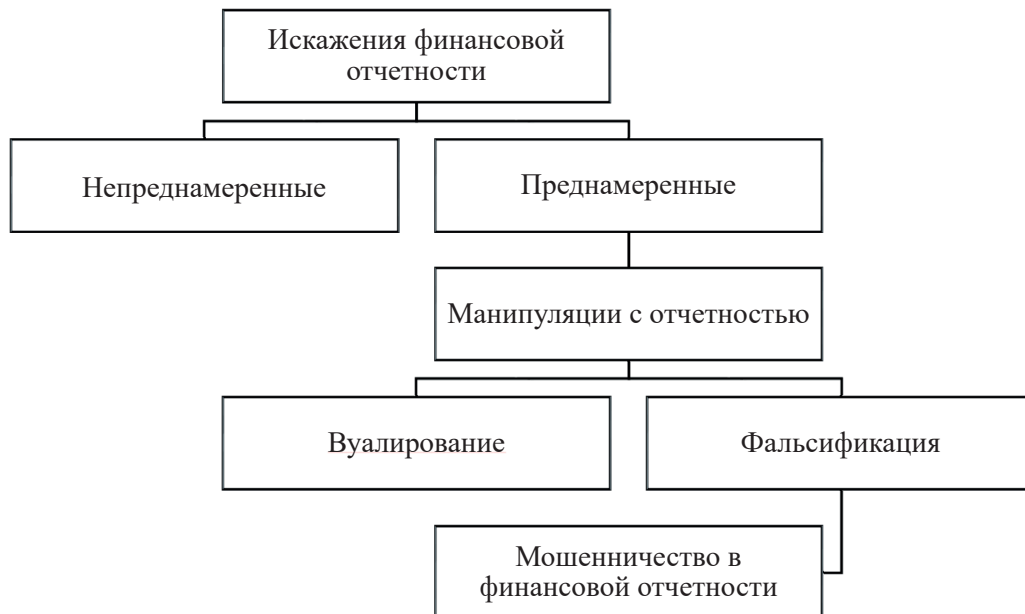 Искажения финансовой
отчетности
Непреднамеренные
Преднамеренные
Манипуляции с отчетностью
Вуалирование
Фальсификация
Мошенничество в
финансовой отчетности